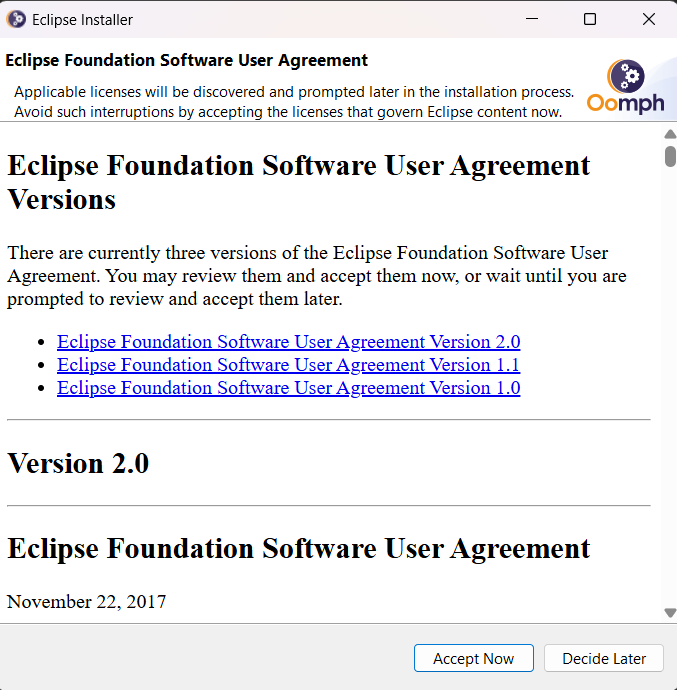 Eclipse Installer
Eclipse Foundation Software User Agreement
Applicable licenses will be discovered and prompted later in the installation process.
Avoid such interruptions by accepting the licenses that govern Eclipse content now.
Oomph
Eclipse Foundation Software User Agreement
Versions
There are currently three versions of the Eclipse Foundation Software User
Agreement. You may review them and accept them now, or wait until you are
prompted to review and accept them later.
• Eclipse Foundation Software User Agreement Version 2.0
• Eclipse Foundation Software User Agreement Version 1.1
• Eclipse Foundation Software User Agreement Version 1.0
Version 2.0
Eclipse Foundation Software User Agreement
November 22, 2017
Accept Now
Decide Later